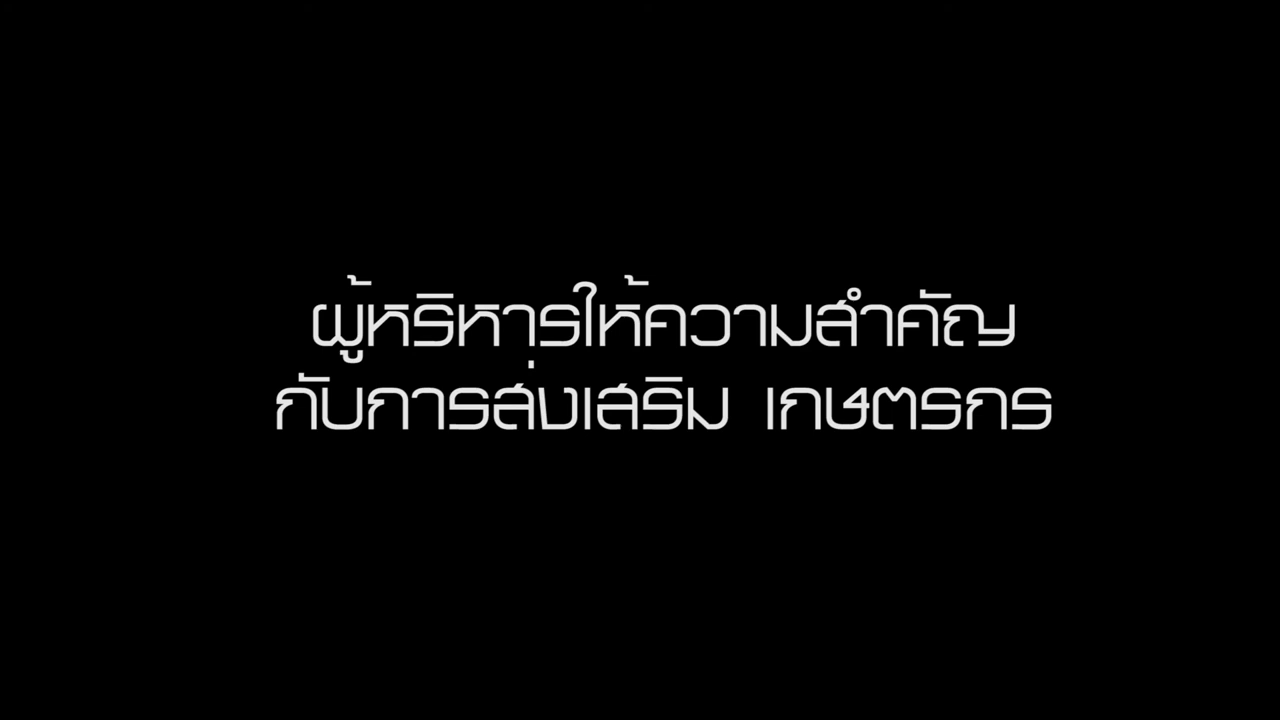 ผู้หริหารให้ความสำคัญ
กับการส่งเสริม เกษตรกร